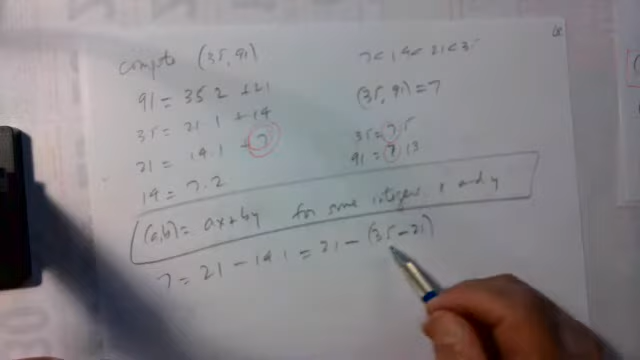 compute (35, 91)
91 = 35 2 + 21
35 = 21 1 + 14
21 = 14.1 + 7
14 = 7.2
7 < 14 < 21 < 35
(35, 91) = 7
35 = 7.5
91 = 7 13
(a,b) = ax+by for some integers x and y
7 = 21 - 14 1 = 21 - (35-21)